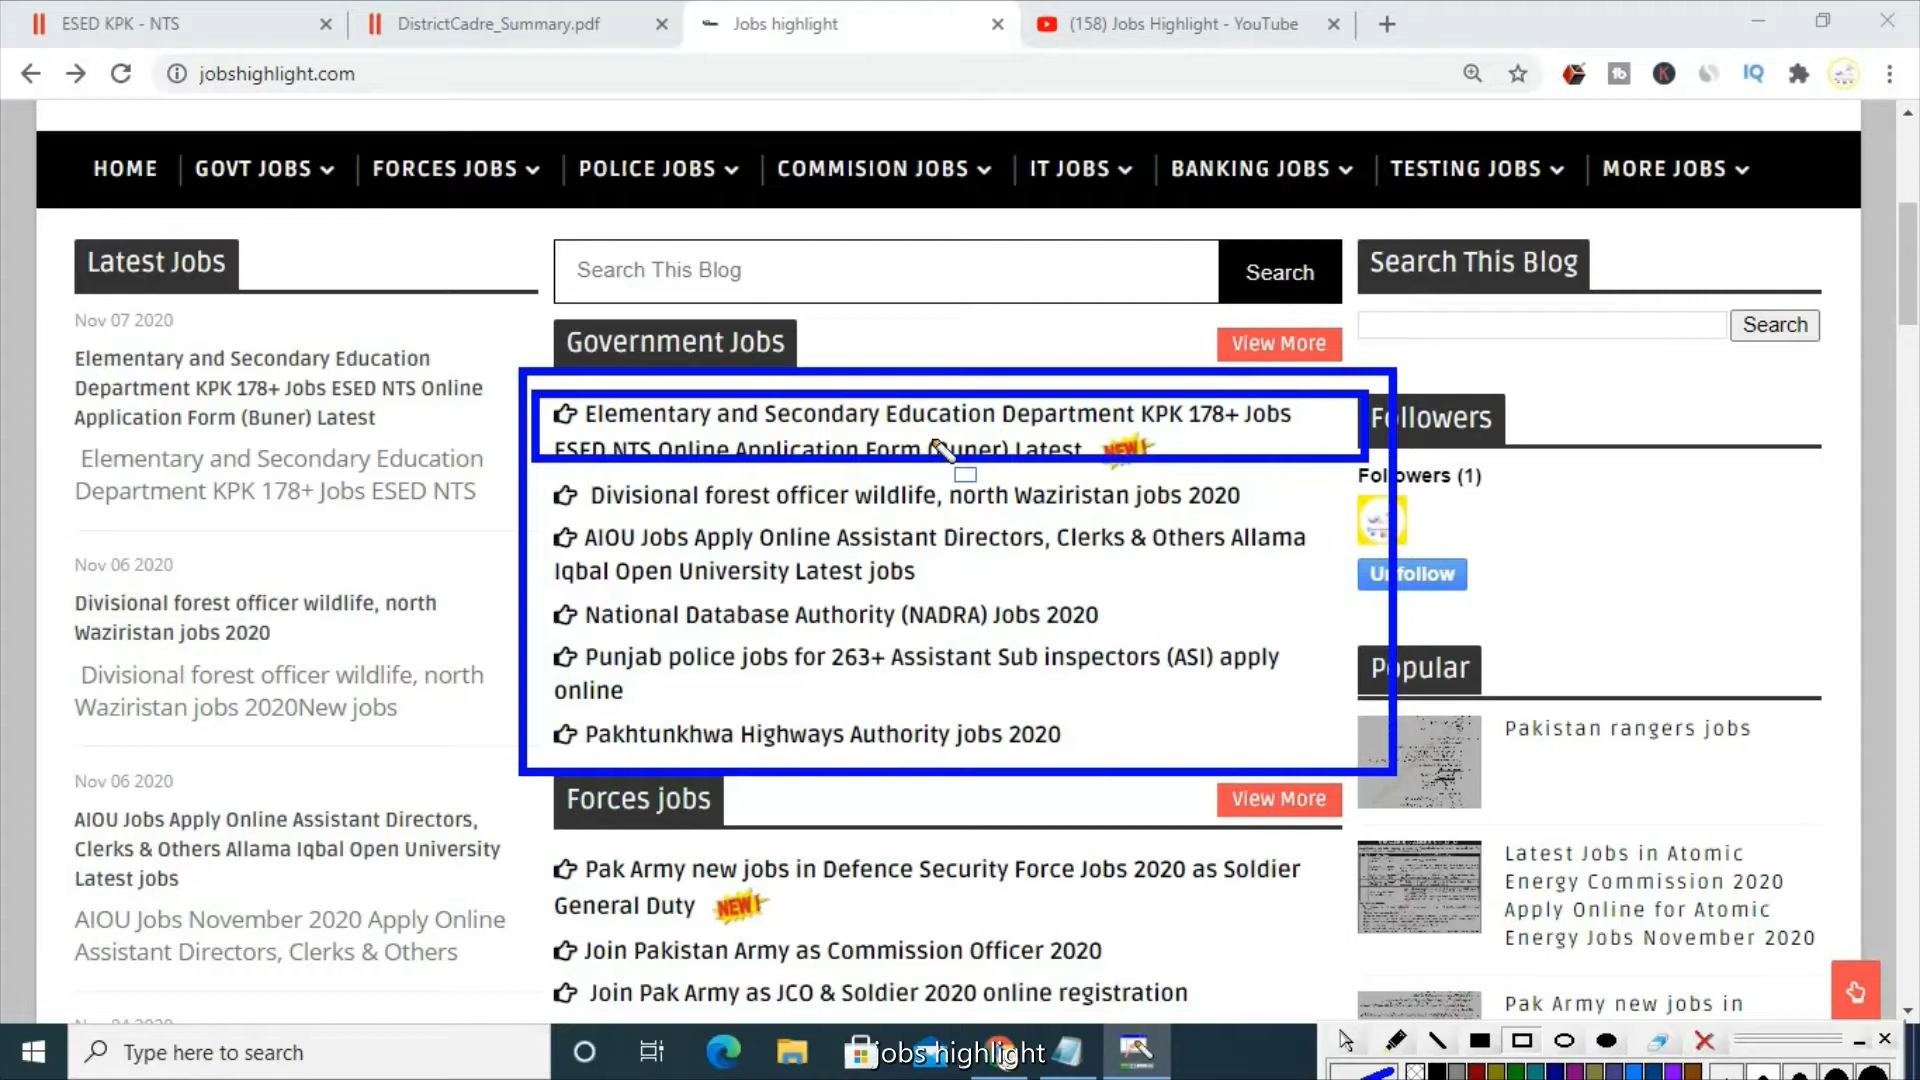 ESED KPK - NTS
DistrictCadre_Summary.pdf
Jobs highlight
(158) Jobs Highlight - YouTube
jobshighlight.com
HOME
GOVT JOBS
FORCES JOBS
POLICE JOBS
COMMISION JOBS
IT JOBS
BANKING JOBS
TESTING JOBS
MORE JOBS
Latest Jobs
Nov 07 2020
Elementary and Secondary Education
Department KPK 178+ Jobs ESED NTS Online
Application Form (Buner) Latest
Elementary and Secondary Education
Department KPK 178+ Jobs ESED NTS
Nov 06 2020
Divisional forest officer wildlife, north
Waziristan jobs 2020
Divisional forest officer wildlife, north
Waziristan jobs 2020New jobs
Nov 06 2020
AIOU Jobs Apply Online Assistant Directors,
Clerks & Others Allama Iqbal Open University
Latest jobs
AIOU Jobs November 2020 Apply Online
Assistant Directors, Clerks & Others
Search This Blog
Search
Government Jobs
View More
Elementary and Secondary Education Department KPK 178+ Jobs
ESED NTS Online Application Form (Buner) Latest NEW!
Divisional forest officer wildlife, north Waziristan jobs 2020
AIOU Jobs Apply Online Assistant Directors, Clerks & Others Allama
Iqbal Open University Latest jobs
National Database Authority (NADRA) Jobs 2020
Punjab police jobs for 263+ Assistant Sub inspectors (ASI) apply
online
Pakhtunkhwa Highways Authority jobs 2020
Forces jobs
View More
Pak Army new jobs in Defence Security Force Jobs 2020 as Soldier
General Duty NEW!
Join Pakistan Army as Commission Officer 2020
Join Pak Army as JCO & Soldier 2020 online registration
Search This Blog
Search
Followers
Followers (1)
Unfollow
Popular
Pakistan rangers jobs
Latest Jobs in Atomic
Energy Commission 2020
Apply Online for Atomic
Energy Jobs November 2020
Pak Army new jobs in
Type here to search
jobs highlight